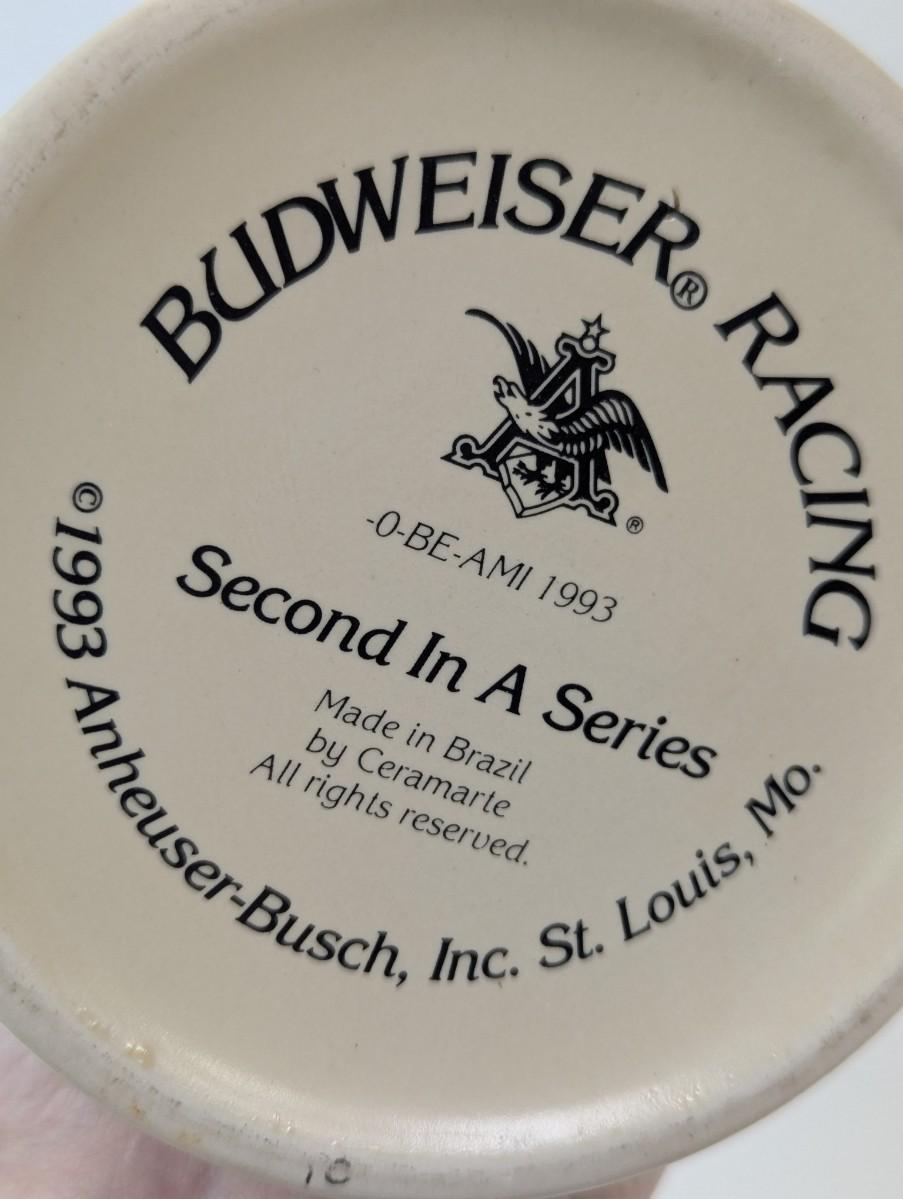 BUDWEISER® RACING
®
-0-BE-AMI 1993
Second In A Series
Made in Brazil
by Ceramarte
All rights reserved.
©1993 Anheuser-Busch, Inc. St. Louis, Mo.